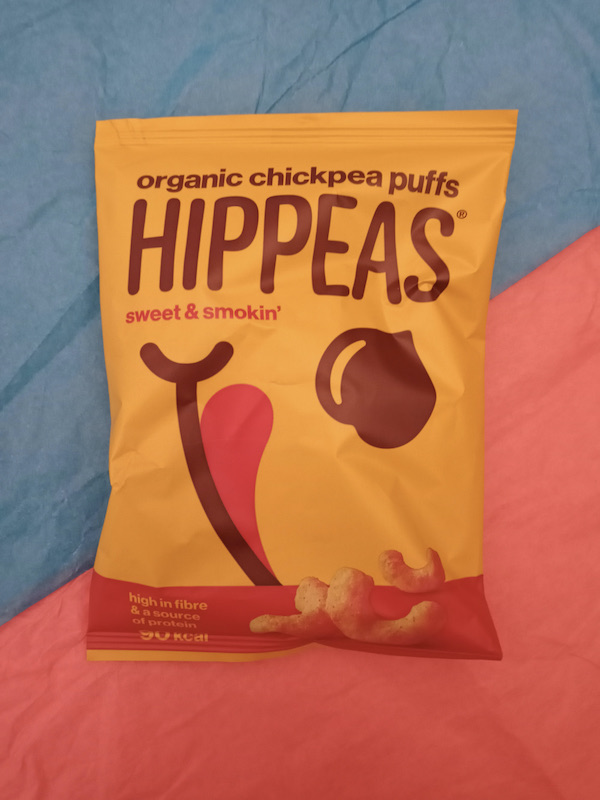 organic chickpea puffs
HIPPEAS®
sweet & smokin'
high in fibre
& a source
of protein
90 kcal